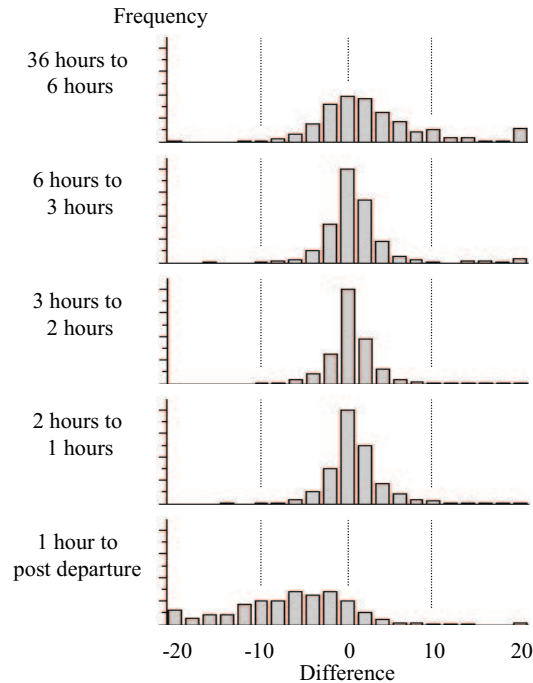 Frequency
36 hours to
6 hours
6 hours to
3 hours
3 hours to
2 hours
2 hours to
1 hours
1 hour to
post departure
-20 -10 0 10 20
Difference